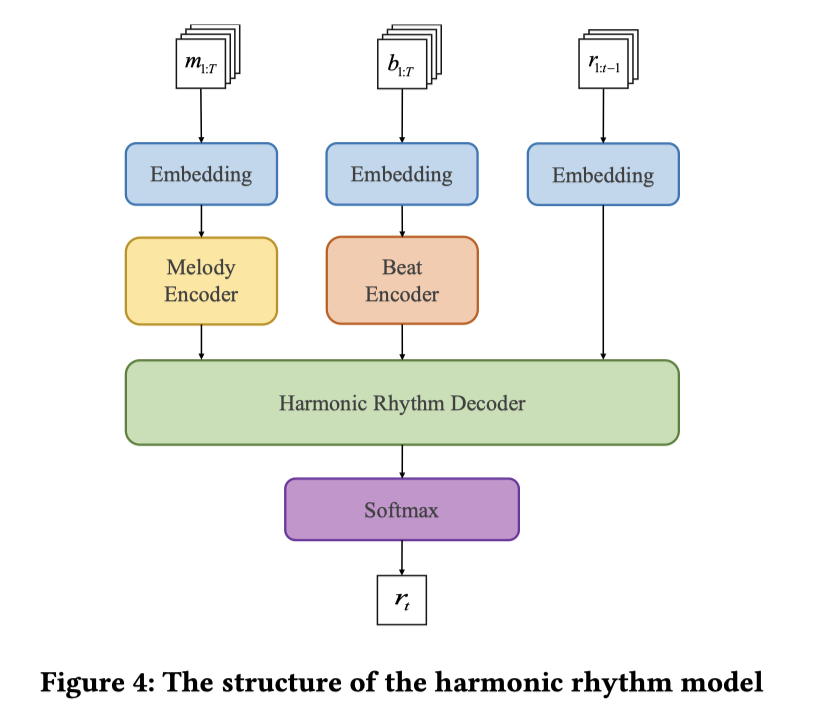 m1:T b1:T r1:t−1
Embedding Embedding Embedding
Melody Beat
Encoder Encoder
Harmonic Rhythm Decoder
Softmax
rt
Figure 4: The structure of the harmonic rhythm model